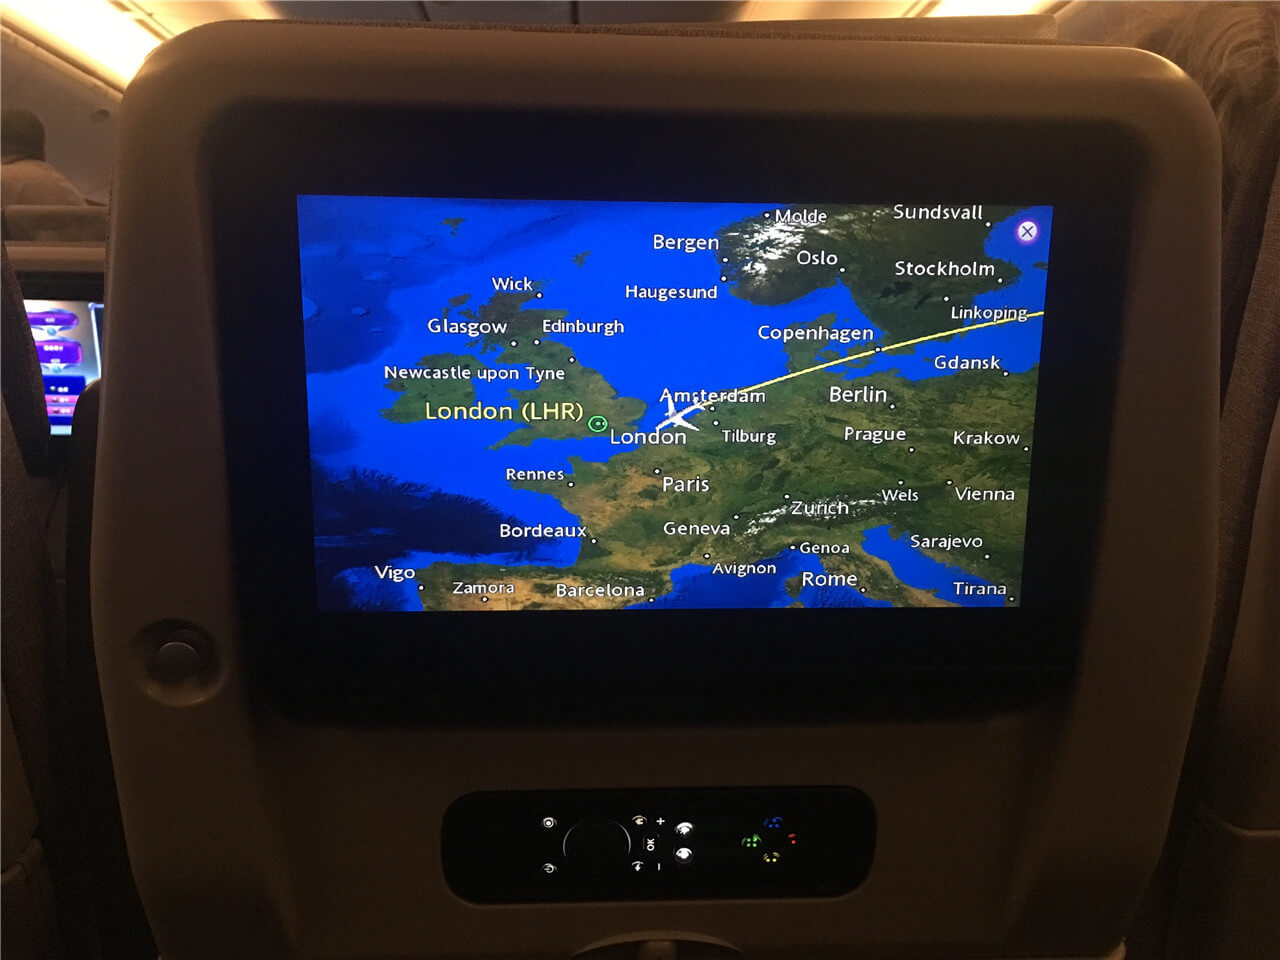 Molde
Sundsvall
Bergen
Oslo
Stockholm
Wick
Haugesund
Linkoping
Glasgow
Edinburgh
Copenhagen
Newcastle upon Tyne
Gdansk
Amsterdam
Berlin
London (LHR)
London
Tilburg
Prague
Krakow
Rennes
Paris
Wels
Vienna
Zurich
Bordeaux
Geneva
Sarajevo
Genoa
Avignon
Vigo
Zamora
Barcelona
Rome
Tirana
+
OK
-